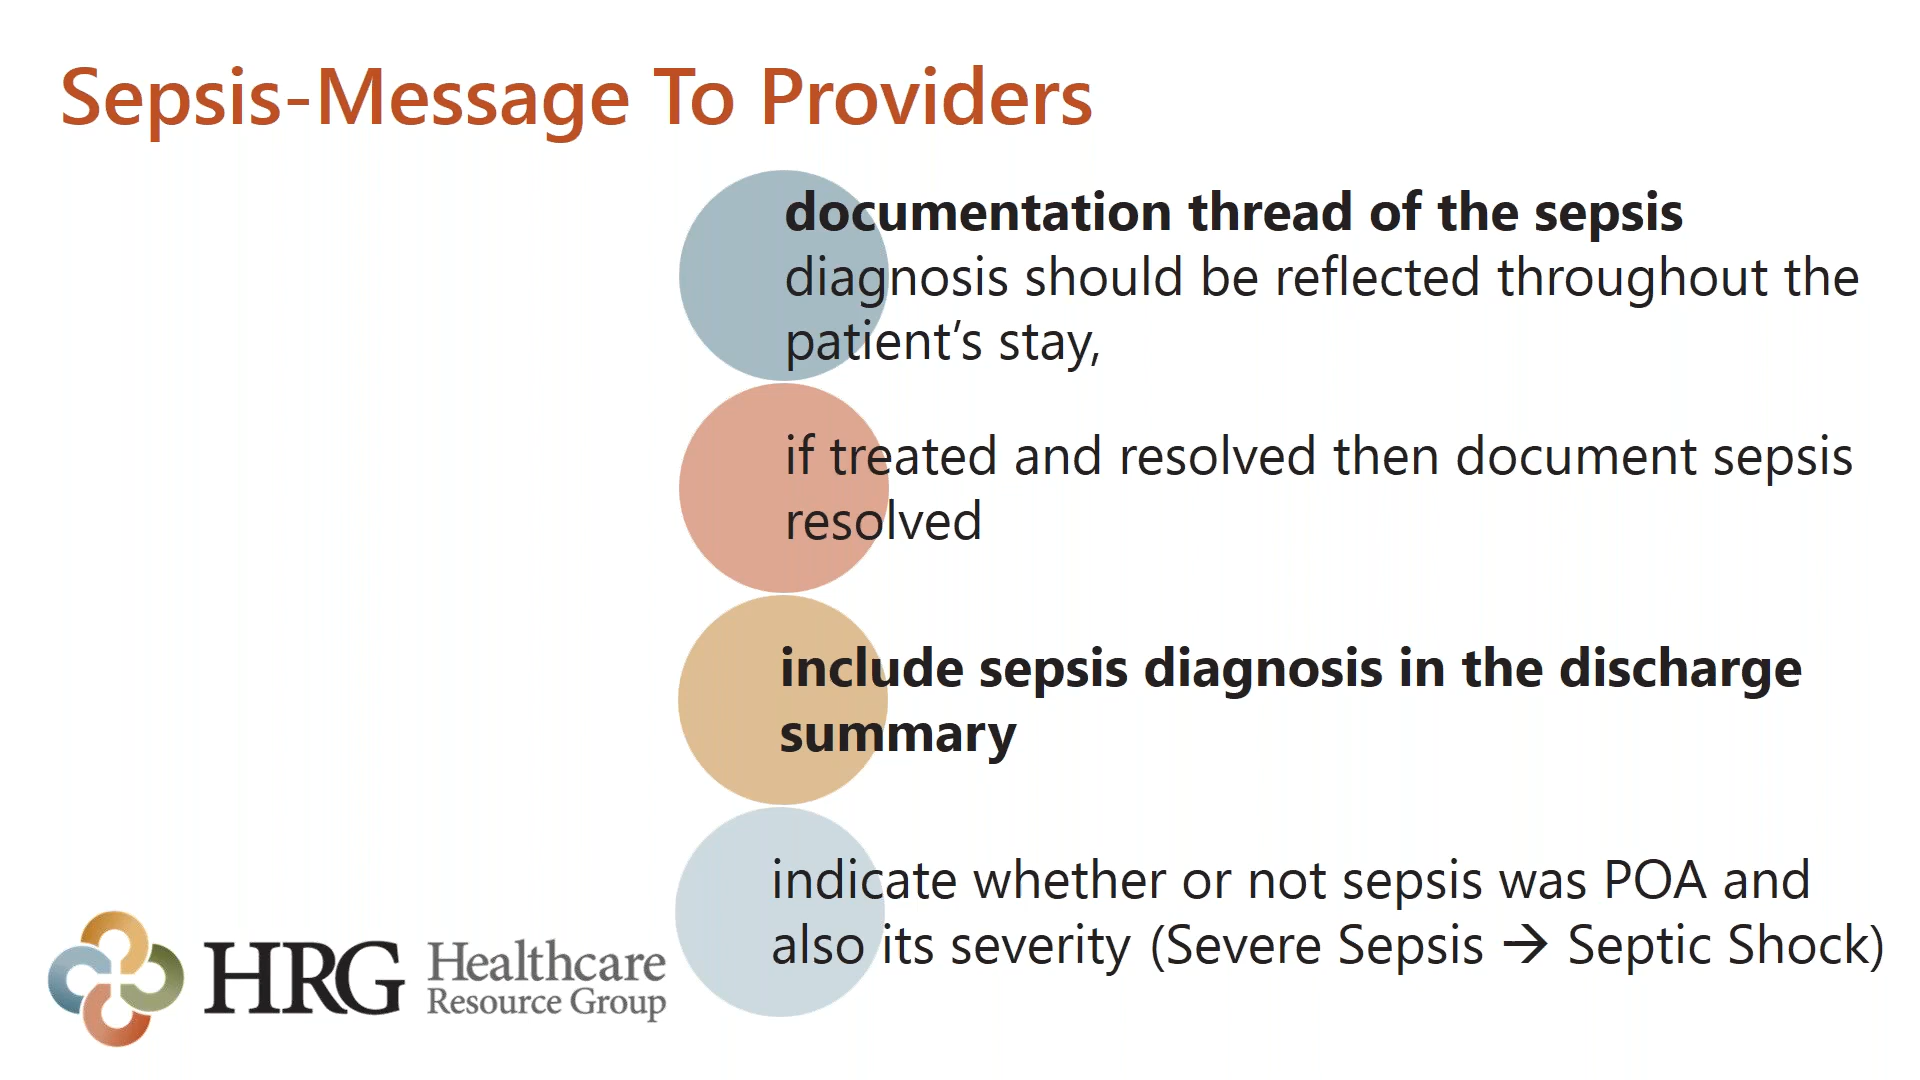 Sepsis-Message To Providers
documentation thread of the sepsis
diagnosis should be reflected throughout the
patient’s stay,
if treated and resolved then document sepsis
resolved
include sepsis diagnosis in the discharge
summary
indicate whether or not sepsis was POA and
also its severity (Severe Sepsis → Septic Shock)
HRG Healthcare
Resource Group